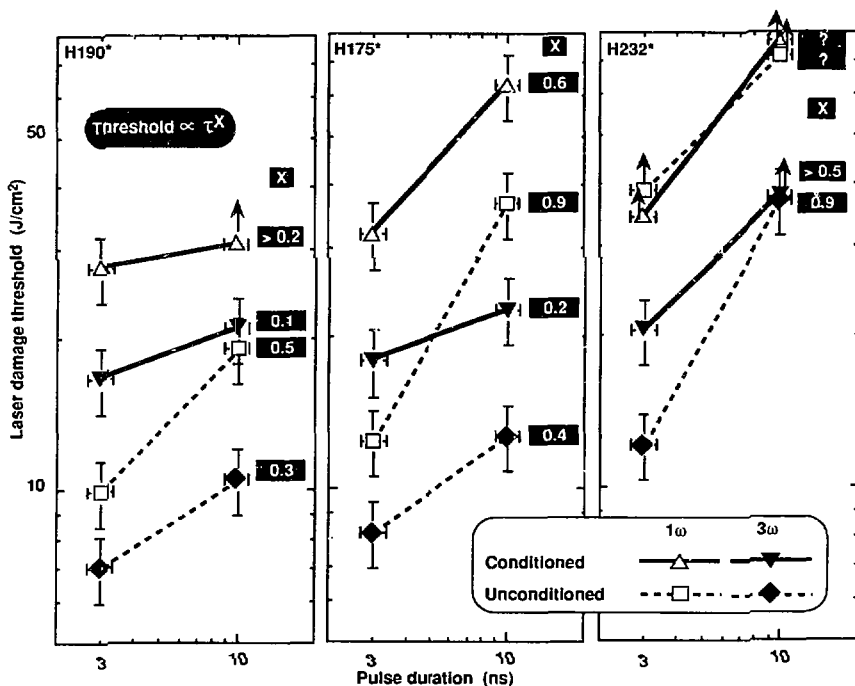 H190*
H175*
H232*
Threshold ∝ τX
X
> 0.2
0.1
0.5
0.3
X
0.6
0.9
0.2
0.4
?
?
X
> 0.5
0.9
50
10
Laser damage threshold (J/cm2)
1ω 3ω
Conditioned
Unconditioned
3 10 3 10 3 10
Pulse duration (ns)